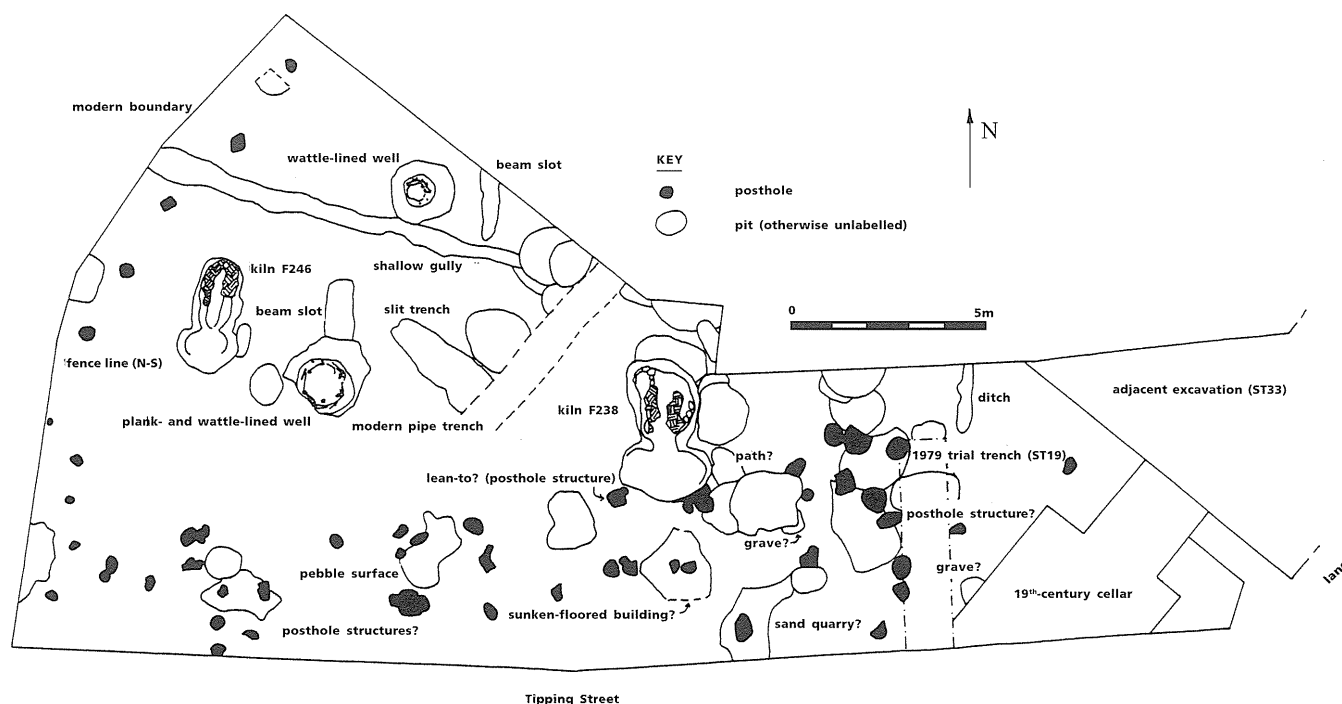 modern boundary
wattle-lined well
beam slot
KEY
posthole
pit (otherwise unlabelled)
N
kiln F246
shallow gully
beam slot
slit trench
0 5m
fence line (N-S)
plank- and wattle-lined well
modern pipe trench
kiln F238
ditch
adjacent excavation (ST33)
path?
1979 trial trench (ST19)
lean-to? (posthole structure)
posthole structure?
grave?
pebble surface
grave?
sunken-floored building?
19th-century cellar
sand quarry?
posthole structures?
Tipping Street